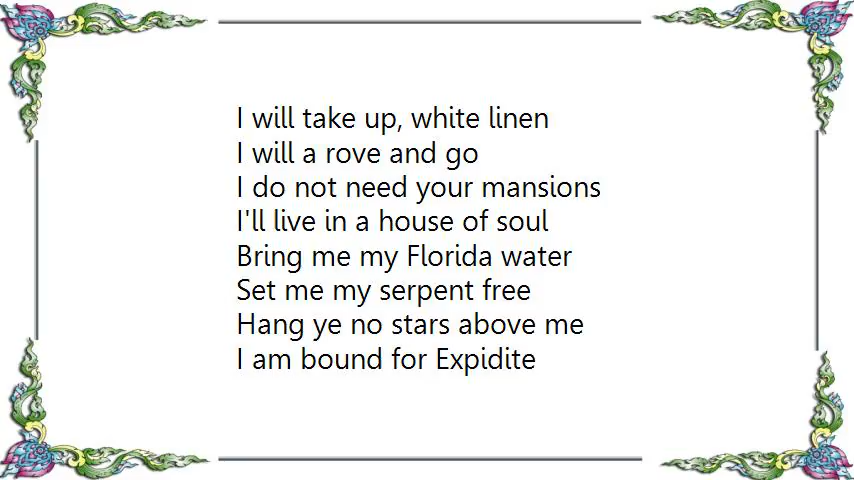 I will take up, white linen
I will a rove and go
I do not need your mansions
I'll live in a house of soul
Bring me my Florida water
Set me my serpent free
Hang ye no stars above me
I am bound for Expidite